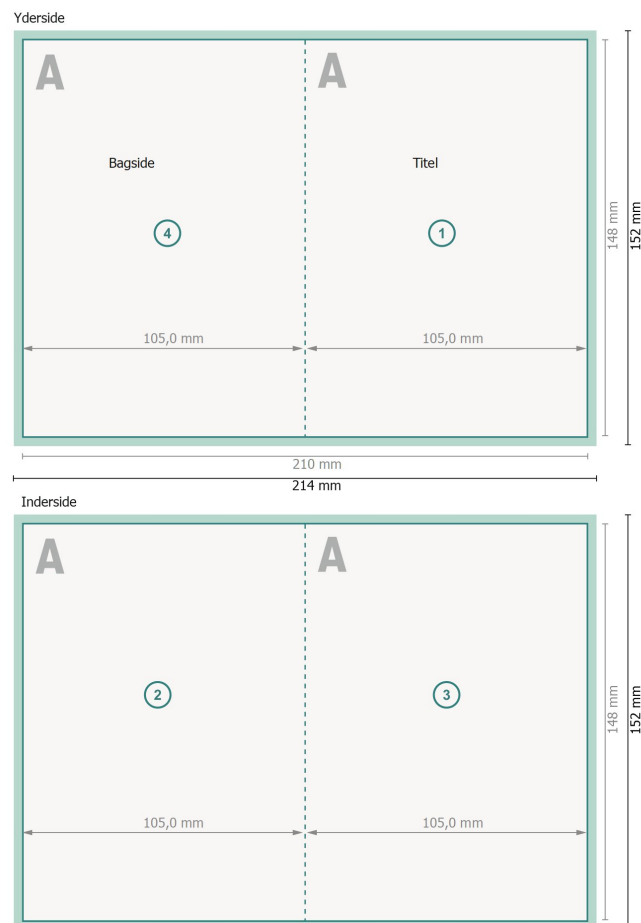 Yderside
A
A
Bagside
Titel
4
1
148 mm
152 mm
105,0 mm
105,0 mm
210 mm
214 mm
Inderside
A
A
2
3
148 mm
152 mm
105,0 mm
105,0 mm